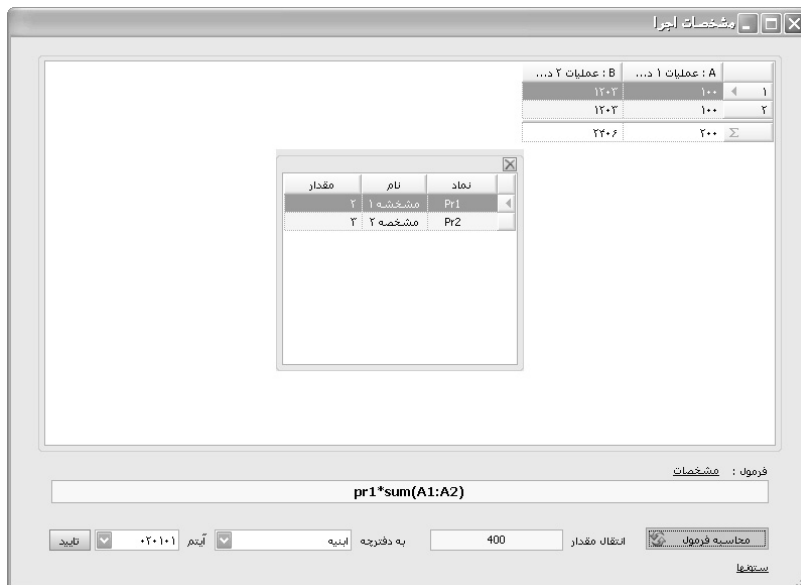 مشخصات اجرا
A : عملیات ۱ د... B : عملیات ۲ د...
۱ ۱۰۰ ۱۲۰۳
۲ ۱۰۰ ۱۲۰۳
Σ ۲۰۰ ۲۴۰۶
نماد نام مقدار
Pr1 مشخشه ۱ ۲
Pr2 مشخصه ۲ ۳
فرمول : مشخصات
pr1*sum(A1:A2)
محاسبه فرمول انتقال مقدار 400 به دفترچه ابنیه آیتم ۰۲۰۱۰۱ تایید
ستونها